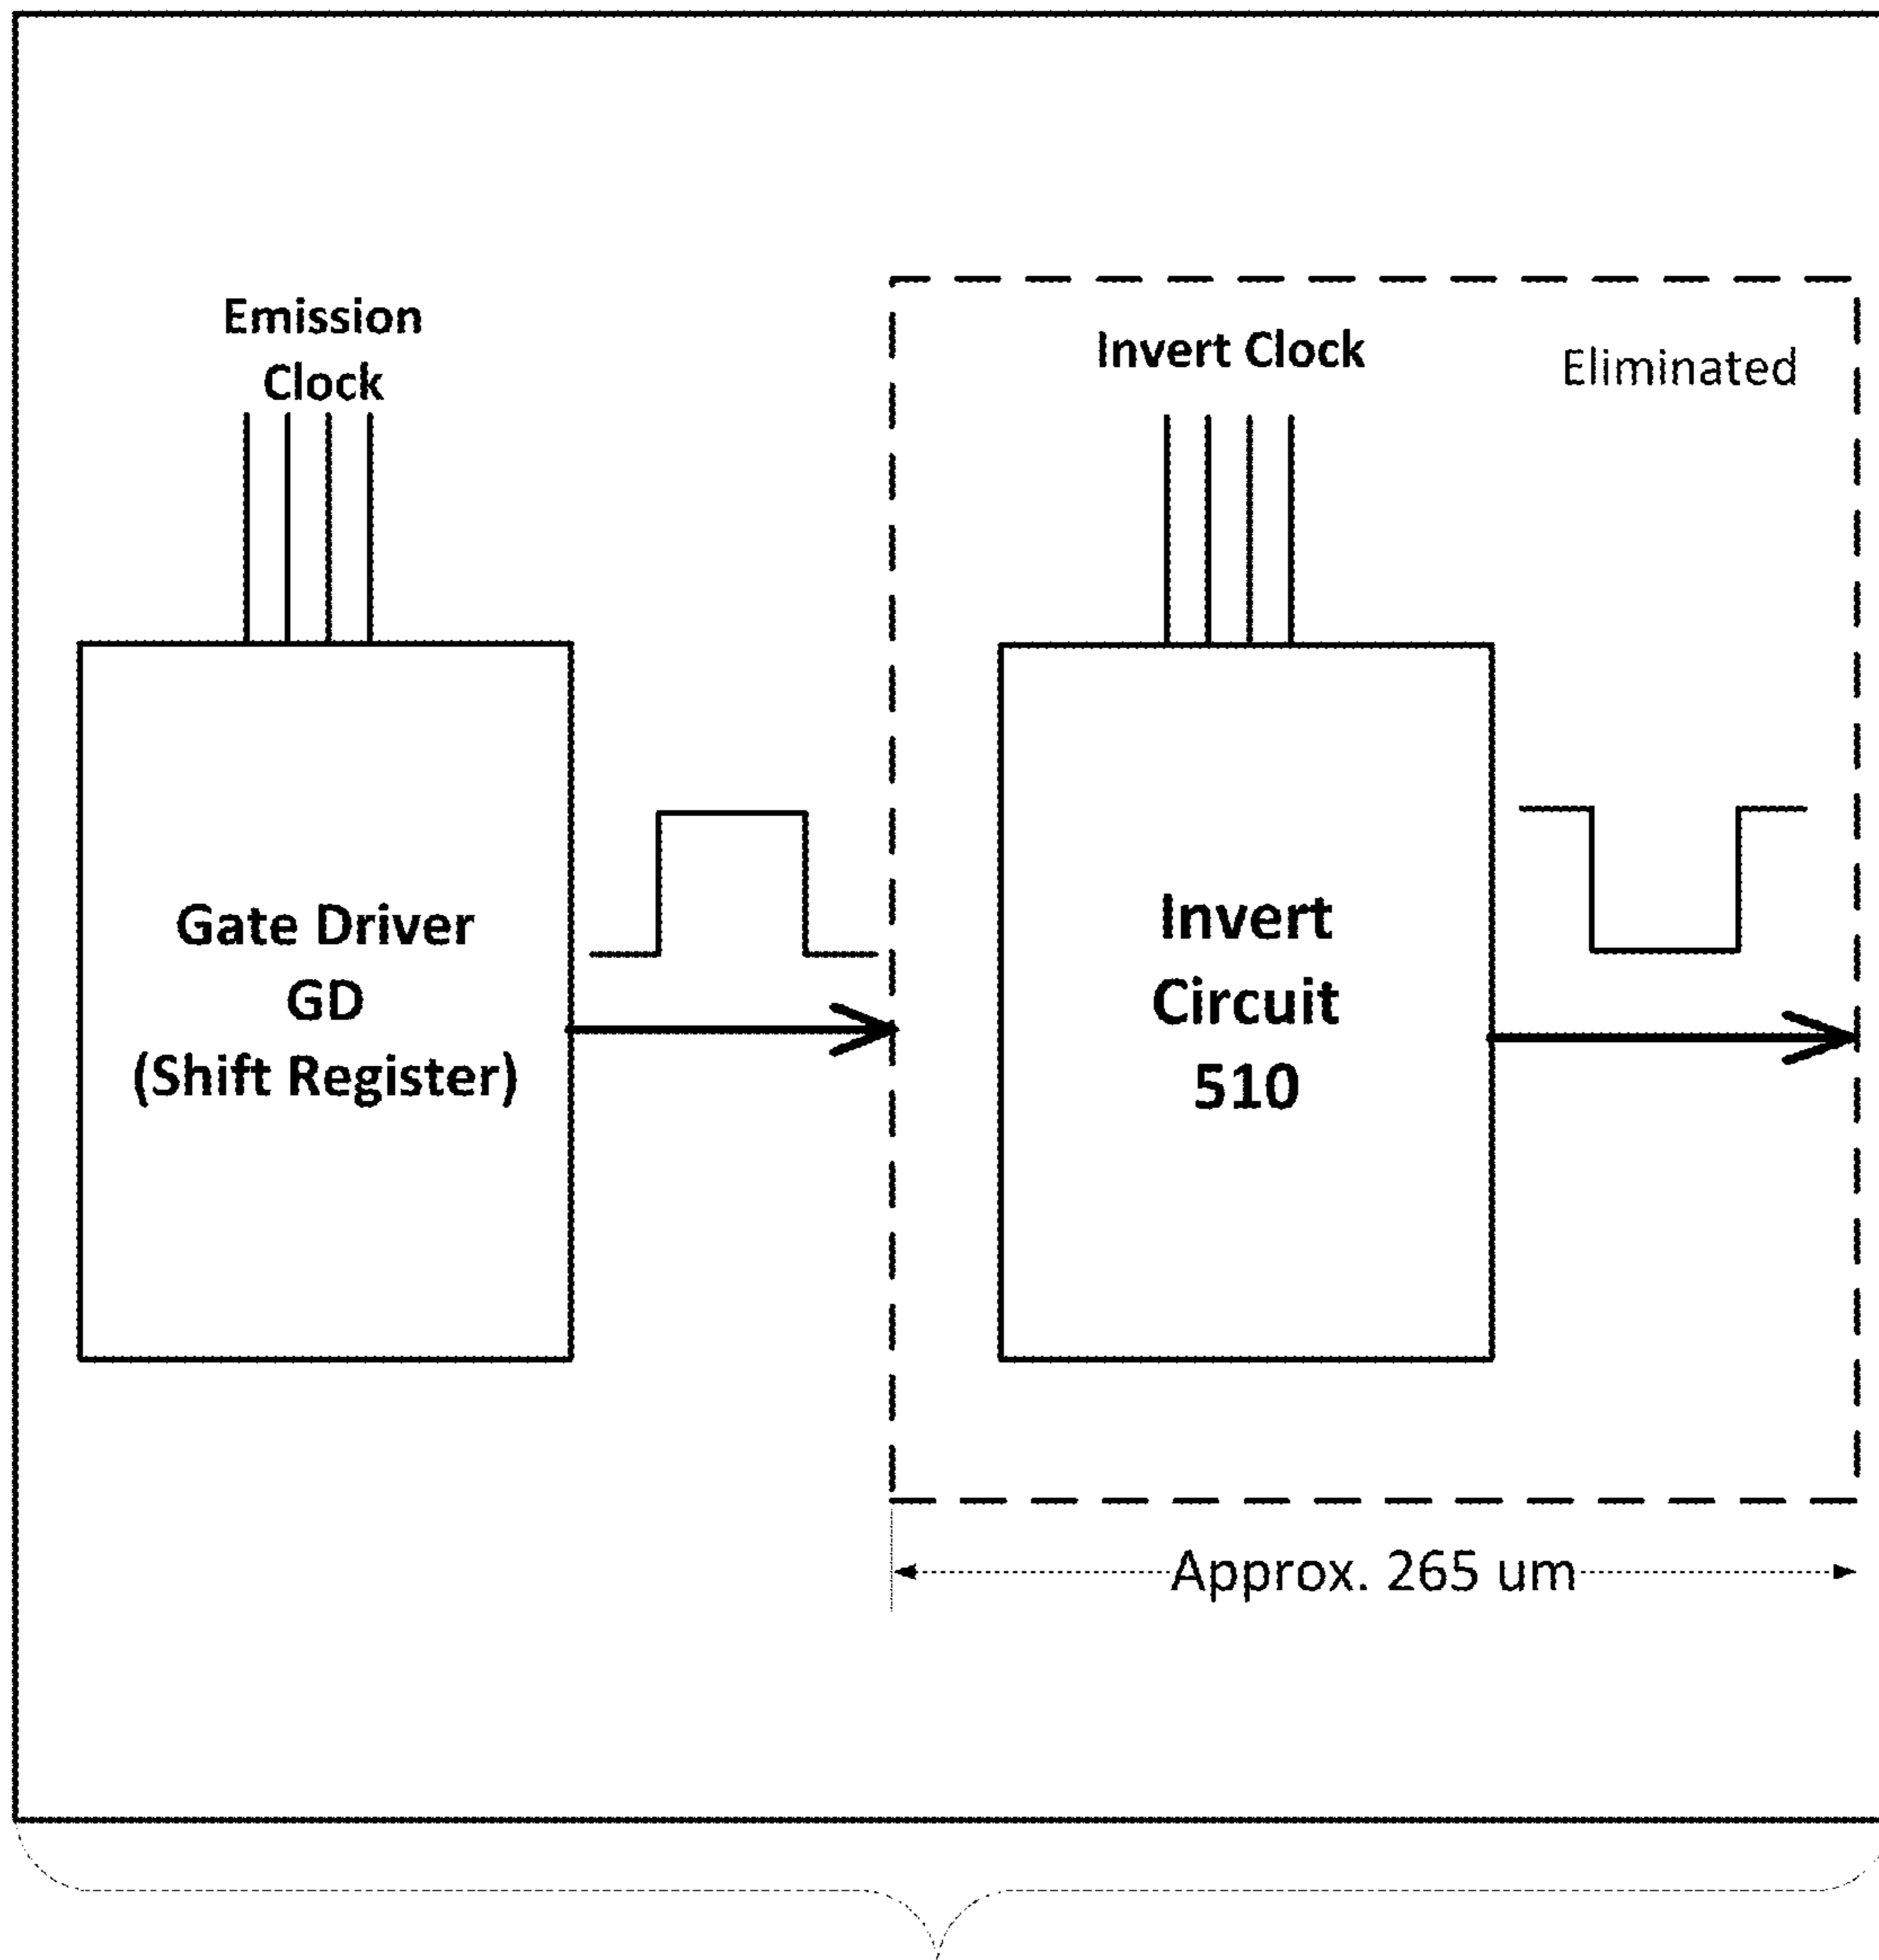 Emission
Clock
Invert Clock
Eliminated
Gate Driver
GD
(Shift Register)
Invert
Circuit
510
Approx. 265 um